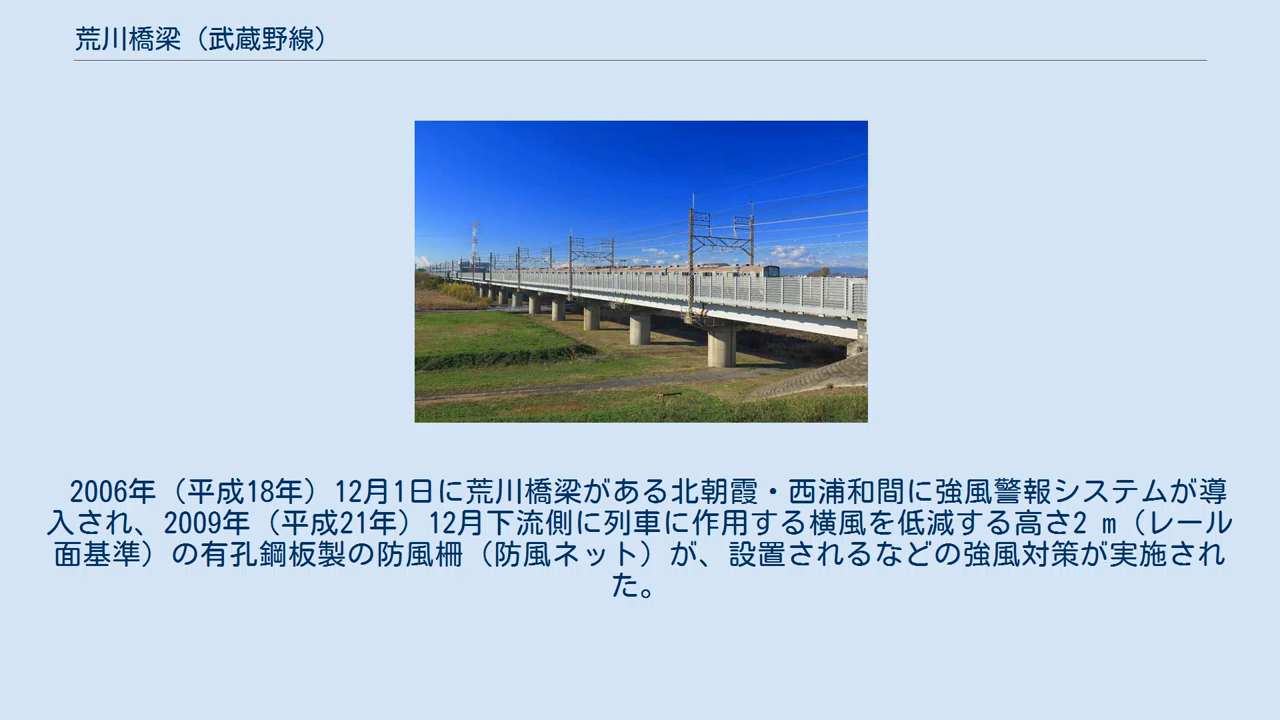 荒川橋梁（武蔵野線）
2006年（平成18年）12月1日に荒川橋梁がある北朝霞・西浦和間に強風警報システムが導
入され、2009年（平成21年）12月下流側に列車に作用する横風を低減する高さ2 m（レール
面基準）の有孔鋼板製の防風柵（防風ネット）が、設置されるなどの強風対策が実施され
た。